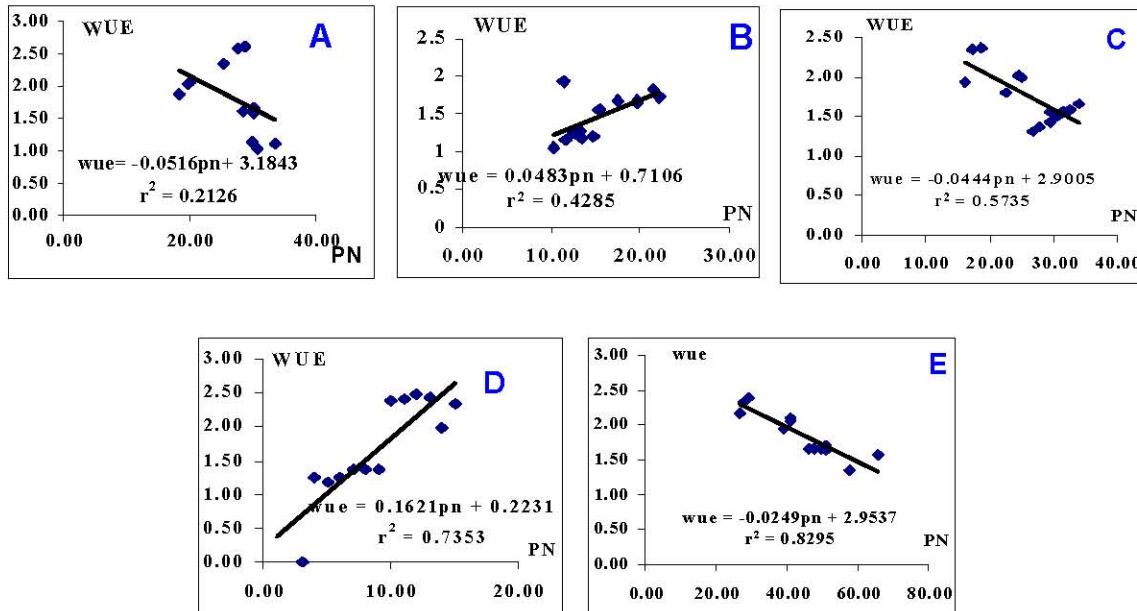 WUE
A
3.00
2.50
2.00
1.50
1.00
0.50
0.00
wue= -0.0516pn+ 3.1843
r² = 0.2126
0.00 20.00 40.00
PN
WUE
B
2.5
2
1.5
1
0.5
0
wue = 0.0483pn + 0.7106
r² = 0.4285
PN
0.00 10.00 20.00 30.00
WUE
C
2.50
2.00
1.50
1.00
0.50
0.00
wue = -0.0444pn + 2.9005
r² = 0.5735
PN
0.00 10.00 20.00 30.00 40.00
WUE
D
3.00
2.50
2.00
1.50
1.00
0.50
0.00
wue = 0.1621pn + 0.2231
r² = 0.7353
PN
0.00 10.00 20.00
wue
E
3.00
2.50
2.00
1.50
1.00
0.50
0.00
wue = -0.0249pn + 2.9537
r² = 0.8295
PN
0.00 20.00 40.00 60.00 80.00